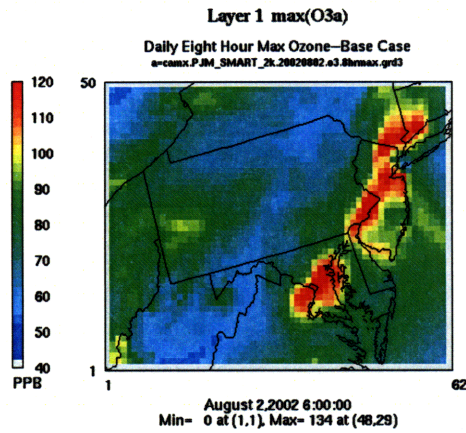 Layer 1 max(O3a)
Daily Eight Hour Max Ozone–Base Case
a=camx.PJM_SMART_2k.20020802.o3.8hrmax.grd3
120
110
100
90
80
70
60
50
40
PPB
50
1
1
62
August 2,2002 6:00:00
Min= 0 at (1,1), Max= 134 at (48,29)